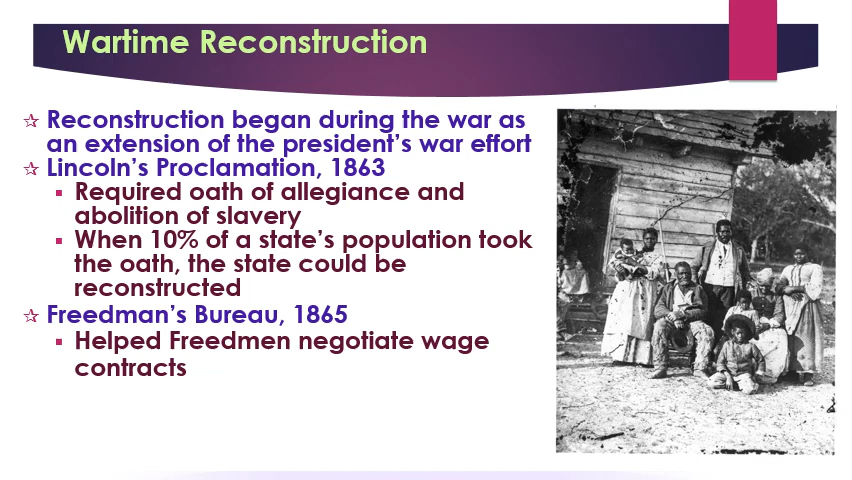 Wartime Reconstruction
Reconstruction began during the war as
an extension of the president’s war effort
Lincoln’s Proclamation, 1863
Required oath of allegiance and
abolition of slavery
When 10% of a state’s population took
the oath, the state could be
reconstructed
Freedman’s Bureau, 1865
Helped Freedmen negotiate wage
contracts